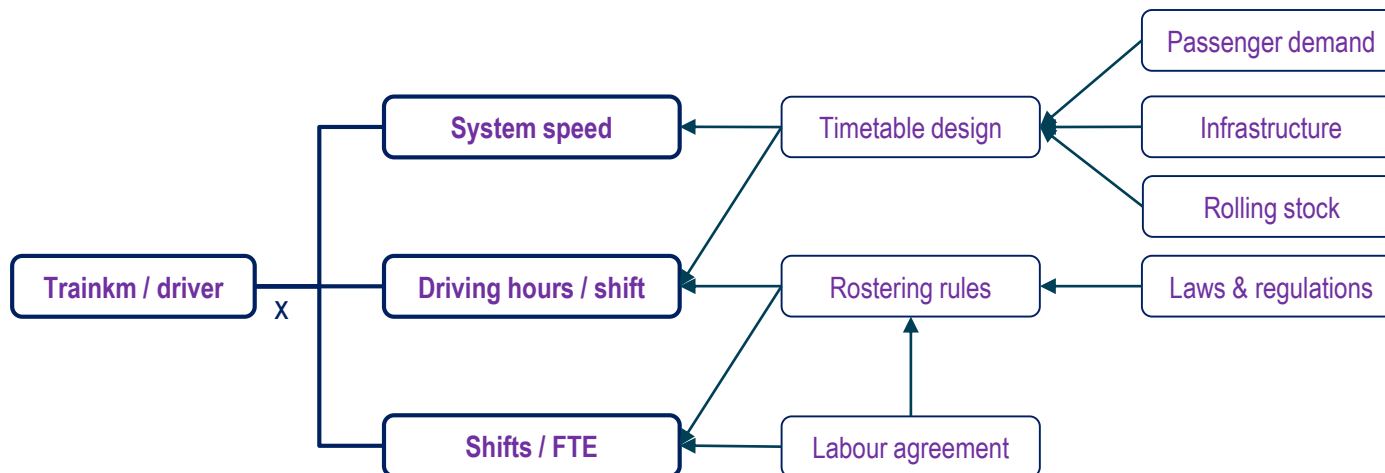 Passenger demand
System speed
Timetable design
Infrastructure
Rolling stock
Trainkm / driver
Driving hours / shift
Rostering rules
Laws & regulations
X
Shifts / FTE
Labour agreement